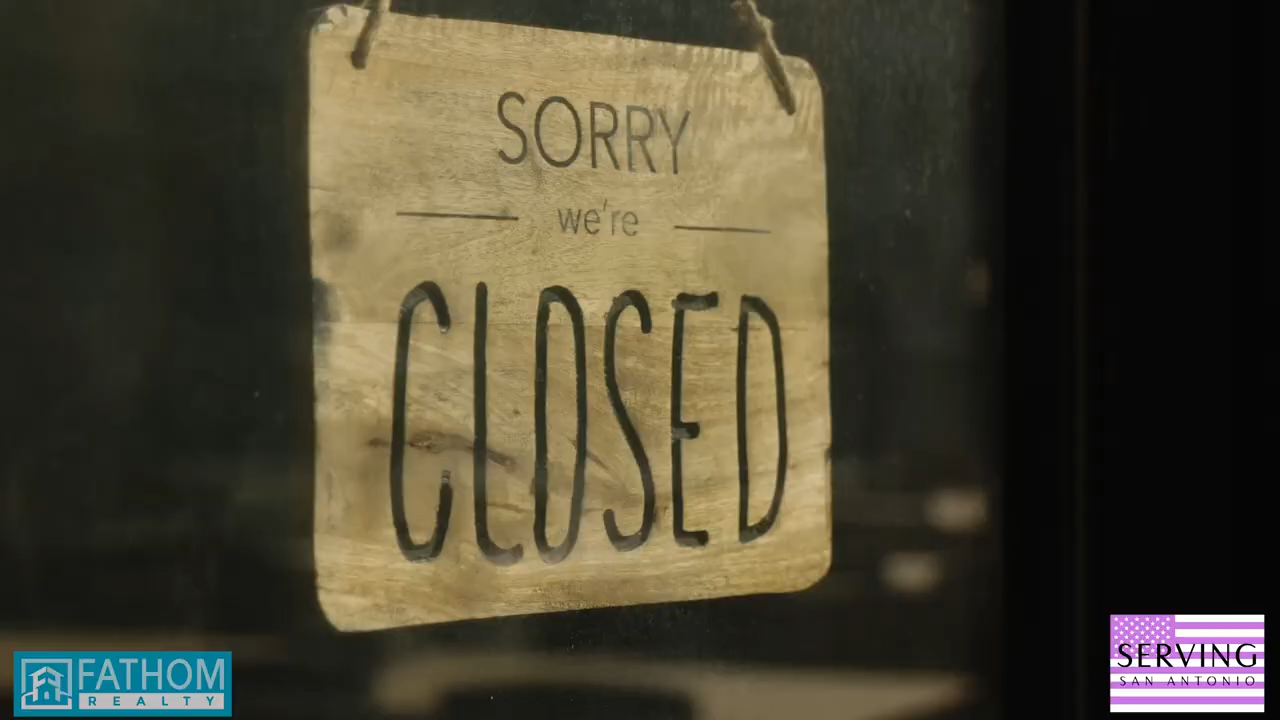 SORRY
we're
CLOSED
FATHOM
REALTY
SERVING
SAN ANTONIO